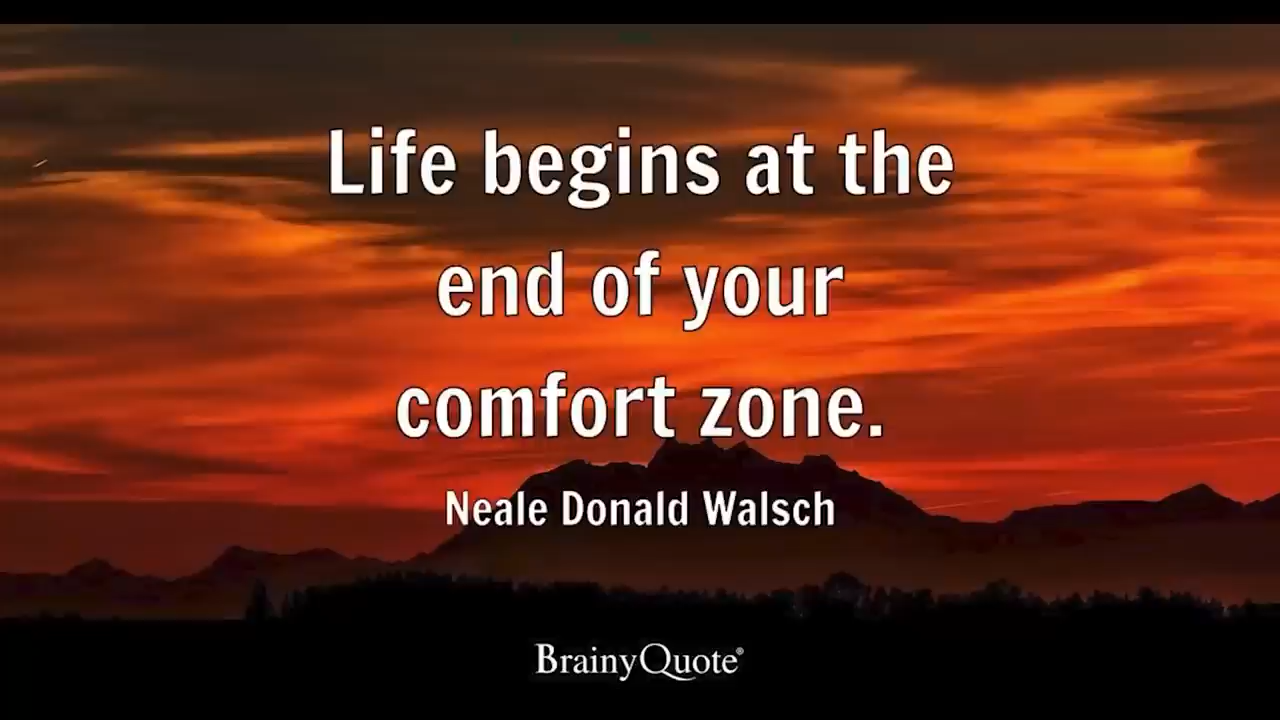 Life begins at the
end of your
comfort zone.
Neale Donald Walsch
BrainyQuote®